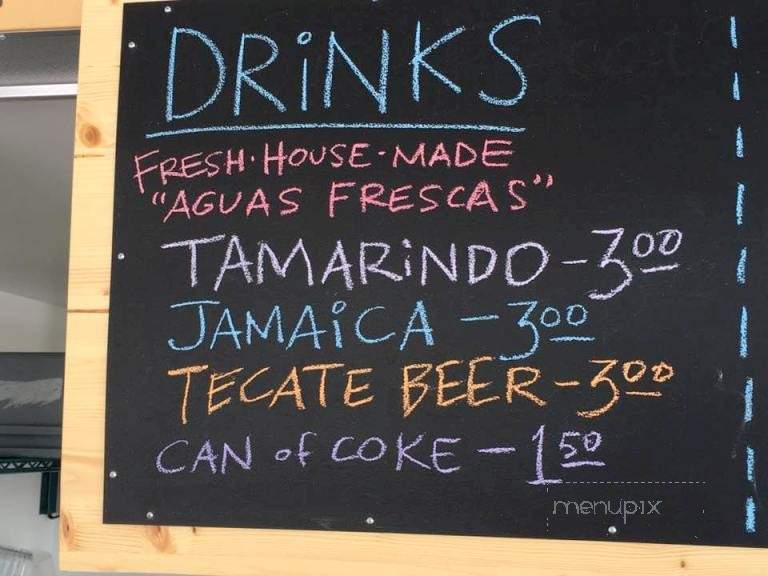 DRiNKS
FRESH·HOUSE-MADE
"AGUAS FRESCAS"
TAMARiNDO - 3.00
JAMAiCA - 3.00
TECATE BEER - 3.00
CAN of COKE - 1.50
menupix